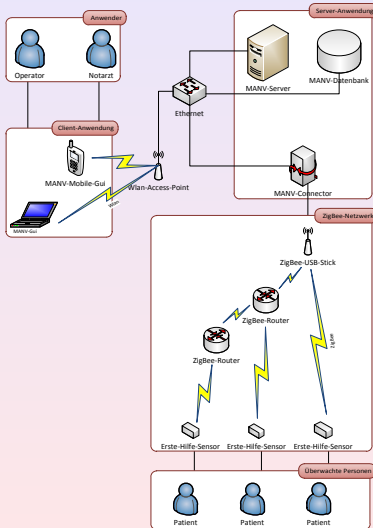 Anwender
Operator
Notarzt
Server-Anwendung
MANV-Server
MANV-Datenbank
Ethernet
Client-Anwendung
MANV-Mobile-Gui
Wlan-Access-Point
Wlan
MANV-Gui
MANV-Connector
ZigBee-Netzwerk
ZigBee-USB-Stick
ZigBee-Router
ZigBee-Router
ZigBee
Erste-Hilfe-Sensor
Erste-Hilfe-Sensor
Erste-Hilfe-Sensor
Überwachte Personen
Patient
Patient
Patient